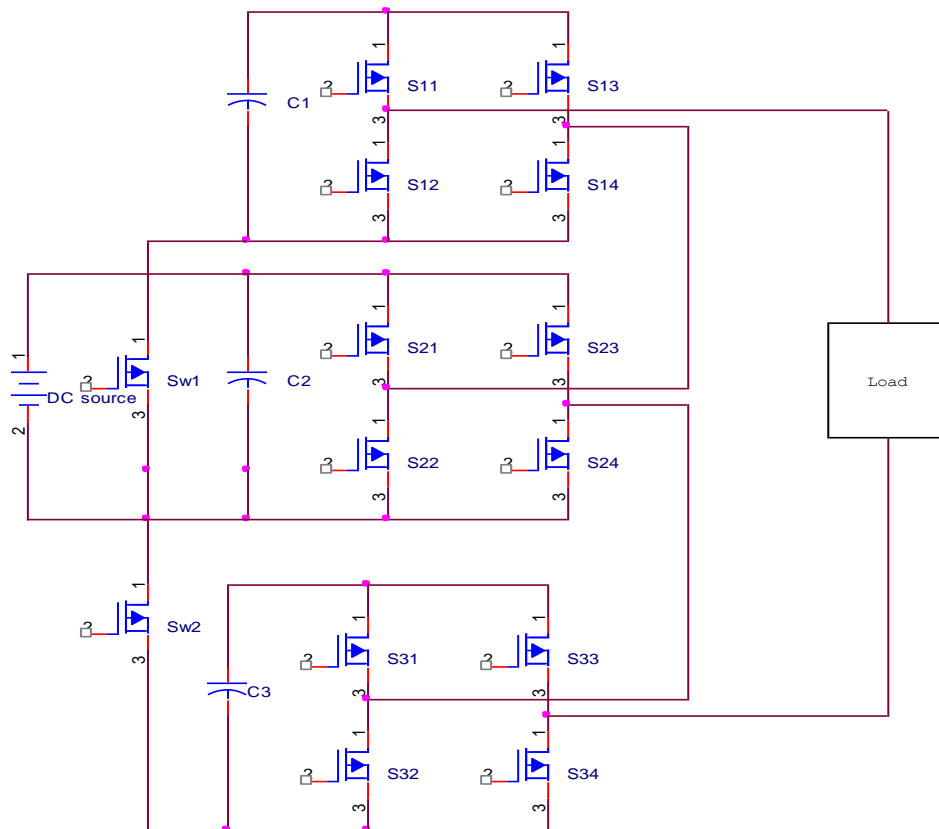 1 1
2 S11 2 S13
C1
3 3
1 1
2 S12 2 S14
3 3
1 1
1 2 S21 2 S23
1
2 Sw1 C2
DC source
3 3
3
2 1 1
2 S22 2 S24
3 3
1
2 Sw2
1 1
3 2 S31 2 S33
C3
3 3
1 1
2 S32 2 S34
3 3
Load